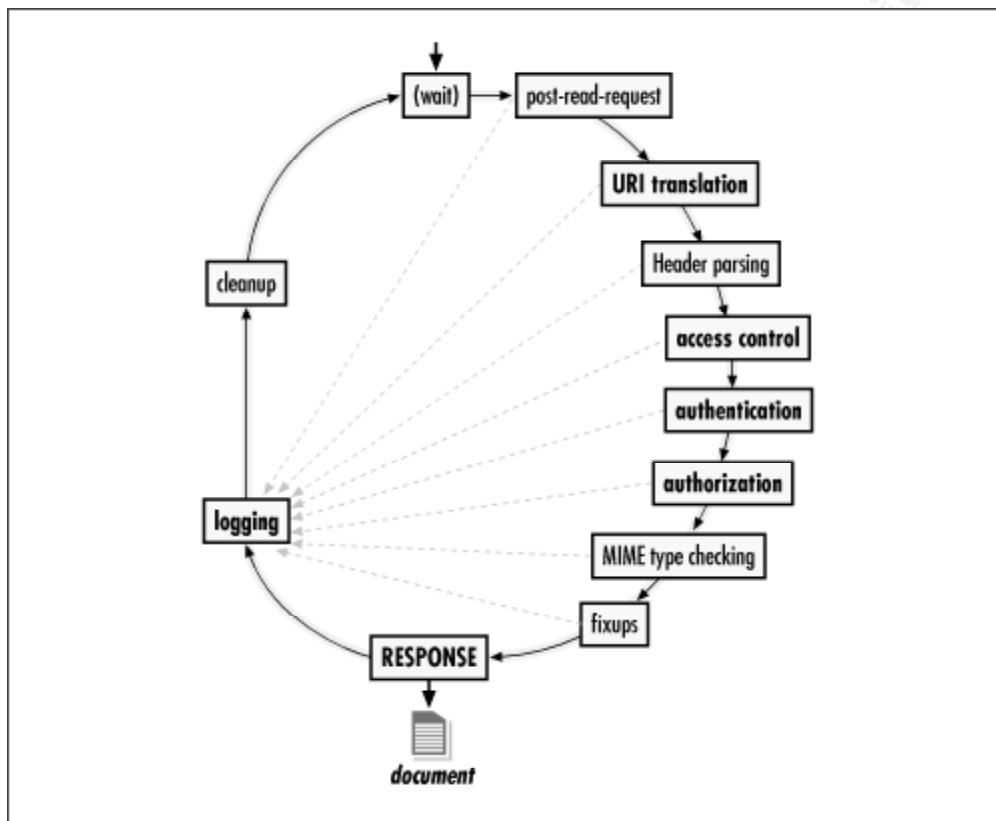 (wait)
post-read-request
URI translation
Header parsing
access control
authentication
authorization
MIME type checking
fixups
RESPONSE
document
logging
cleanup